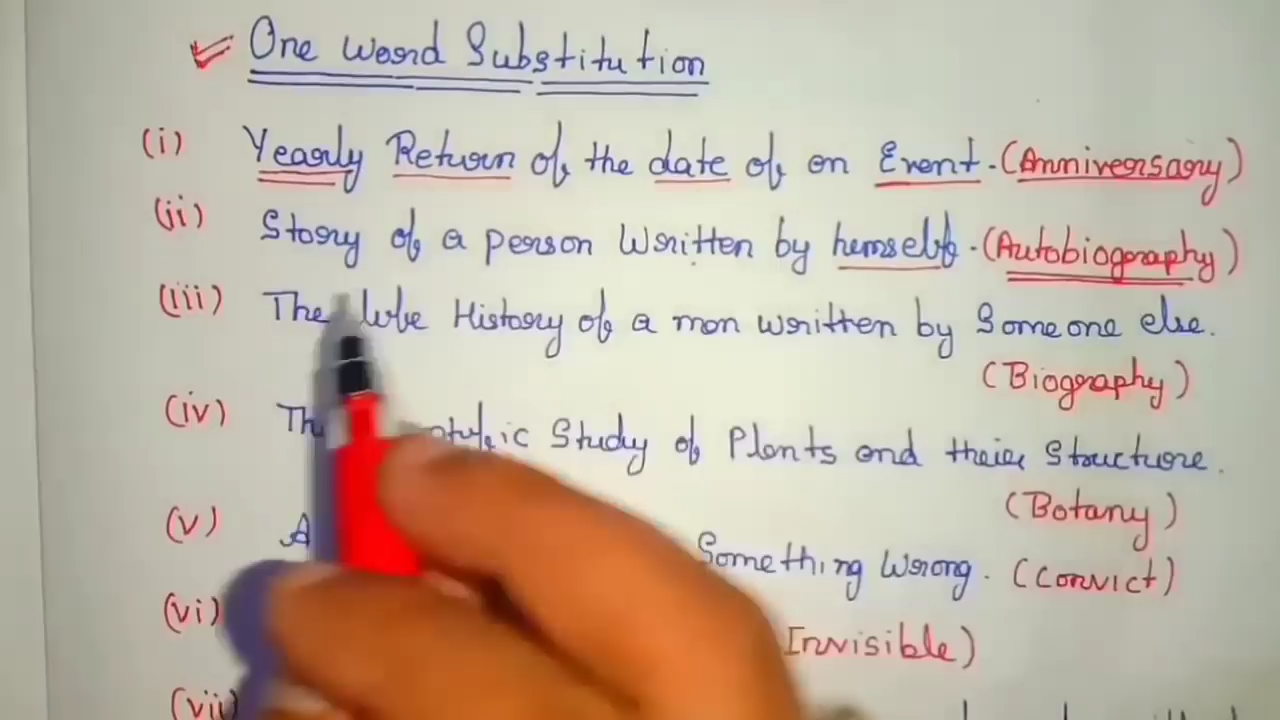 One Word Substitution
(i) Yearly Return of the date of an Event. (Anniversary)
(ii) Story of a person Written by hemself. (Autobiography)
(iii) The Life History of a man written by Someone else.
(Biography)
(iv) Study of Plants and their Structure.
(Botany)
(v) A Something Wrong. (Convict)
(vi) Invisible)
(vii)